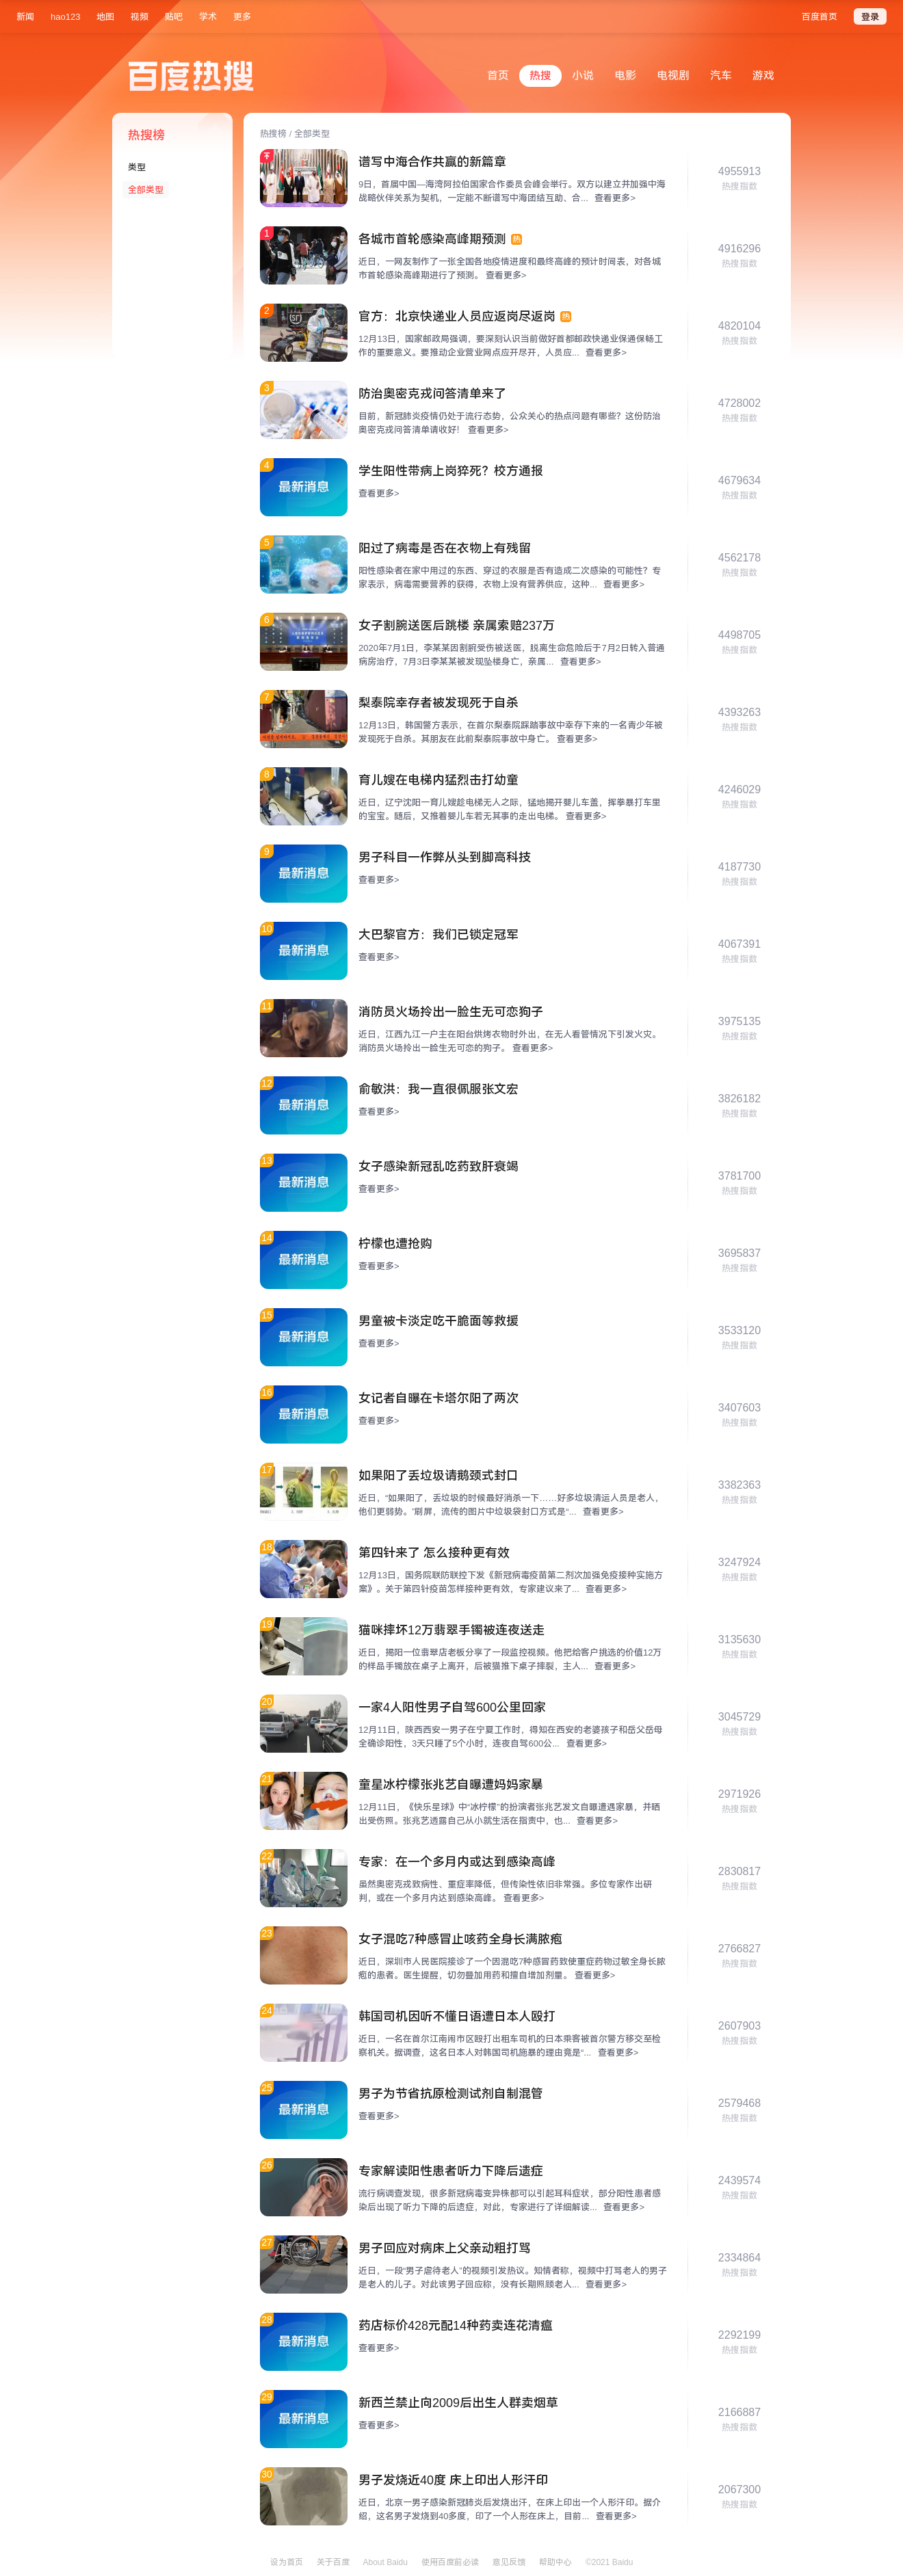 新闻 hao123 地图 视频 贴吧 学术 更多 百度首页 登录
百度热搜
首页 热搜 小说 电影 电视剧 汽车 游戏
热搜榜
类型
全部类型
热搜榜 / 全部类型
谱写中海合作共赢的新篇章
9日，首届中国—海湾阿拉伯国家合作委员会峰会举行。双方以建立并加强中海
战略伙伴关系为契机，一定能不断谱写中海团结互助、合... 查看更多>
4955913
热搜指数
1
各城市首轮感染高峰期预测 热
近日，一网友制作了一张全国各地疫情进度和最终高峰的预计时间表，对各城
市首轮感染高峰期进行了预测。 查看更多>
4916296
热搜指数
2
官方：北京快递业人员应返岗尽返岗 热
12月13日，国家邮政局强调，要深刻认识当前做好首都邮政快递业保通保畅工
作的重要意义。要推动企业营业网点应开尽开，人员应... 查看更多>
4820104
热搜指数
3
防治奥密克戎问答清单来了
目前，新冠肺炎疫情仍处于流行态势，公众关心的热点问题有哪些？这份防治
奥密克戎问答清单请收好！ 查看更多>
4728002
热搜指数
4
最新消息
学生阳性带病上岗猝死？校方通报
查看更多>
4679634
热搜指数
5
阳过了病毒是否在衣物上有残留
阳性感染者在家中用过的东西、穿过的衣服是否有造成二次感染的可能性？专
家表示，病毒需要营养的获得，衣物上没有营养供应，这种... 查看更多>
4562178
热搜指数
6
女子割腕送医后跳楼 亲属索赔237万
2020年7月1日，李某某因割腕受伤被送医，脱离生命危险后于7月2日转入普通
病房治疗，7月3日李某某被发现坠楼身亡，亲属... 查看更多>
4498705
热搜指数
7
梨泰院幸存者被发现死于自杀
12月13日，韩国警方表示，在首尔梨泰院踩踏事故中幸存下来的一名青少年被
发现死于自杀。其朋友在此前梨泰院事故中身亡。 查看更多>
4393263
热搜指数
8
育儿嫂在电梯内猛烈击打幼童
近日，辽宁沈阳一育儿嫂趁电梯无人之际，猛地揭开婴儿车盖，挥拳暴打车里
的宝宝。随后，又推着婴儿车若无其事的走出电梯。 查看更多>
4246029
热搜指数
9
最新消息
男子科目一作弊从头到脚高科技
查看更多>
4187730
热搜指数
10
最新消息
大巴黎官方：我们已锁定冠军
查看更多>
4067391
热搜指数
11
消防员火场拎出一脸生无可恋狗子
近日，江西九江一户主在阳台烘烤衣物时外出，在无人看管情况下引发火灾。
消防员火场拎出一脸生无可恋的狗子。 查看更多>
3975135
热搜指数
12
最新消息
俞敏洪：我一直很佩服张文宏
查看更多>
3826182
热搜指数
13
最新消息
女子感染新冠乱吃药致肝衰竭
查看更多>
3781700
热搜指数
14
最新消息
柠檬也遭抢购
查看更多>
3695837
热搜指数
15
最新消息
男童被卡淡定吃干脆面等救援
查看更多>
3533120
热搜指数
16
最新消息
女记者自曝在卡塔尔阳了两次
查看更多>
3407603
热搜指数
17
如果阳了丢垃圾请鹅颈式封口
近日，“如果阳了，丢垃圾的时候最好消杀一下……好多垃圾清运人员是老人，
他们更弱势。”刷屏，流传的图片中垃圾袋封口方式是“... 查看更多>
3382363
热搜指数
18
第四针来了 怎么接种更有效
12月13日，国务院联防联控下发《新冠病毒疫苗第二剂次加强免疫接种实施方
案》。关于第四针疫苗怎样接种更有效，专家建议来了... 查看更多>
3247924
热搜指数
19
猫咪摔坏12万翡翠手镯被连夜送走
近日，揭阳一位翡翠店老板分享了一段监控视频。他把给客户挑选的价值12万
的样品手镯放在桌子上离开，后被猫推下桌子摔裂，主人... 查看更多>
3135630
热搜指数
20
一家4人阳性男子自驾600公里回家
12月11日，陕西西安一男子在宁夏工作时，得知在西安的老婆孩子和岳父岳母
全确诊阳性，3天只睡了5个小时，连夜自驾600公... 查看更多>
3045729
热搜指数
21
童星冰柠檬张兆艺自曝遭妈妈家暴
12月11日，《快乐星球》中“冰柠檬”的扮演者张兆艺发文自曝遭遇家暴，并晒
出受伤照。张兆艺透露自己从小就生活在指责中，也... 查看更多>
2971926
热搜指数
22
专家：在一个多月内或达到感染高峰
虽然奥密克戎致病性、重症率降低，但传染性依旧非常强。多位专家作出研
判，或在一个多月内达到感染高峰。 查看更多>
2830817
热搜指数
23
女子混吃7种感冒止咳药全身长满脓疱
近日，深圳市人民医院接诊了一个因混吃7种感冒药致使重症药物过敏全身长脓
疱的患者。医生提醒，切勿叠加用药和擅自增加剂量。 查看更多>
2766827
热搜指数
24
韩国司机因听不懂日语遭日本人殴打
近日，一名在首尔江南闹市区殴打出租车司机的日本乘客被首尔警方移交至检
察机关。据调查，这名日本人对韩国司机施暴的理由竟是“... 查看更多>
2607903
热搜指数
25
最新消息
男子为节省抗原检测试剂自制混管
查看更多>
2579468
热搜指数
26
专家解读阳性患者听力下降后遗症
流行病调查发现，很多新冠病毒变异株都可以引起耳科症状，部分阳性患者感
染后出现了听力下降的后遗症，对此，专家进行了详细解读... 查看更多>
2439574
热搜指数
27
男子回应对病床上父亲动粗打骂
近日，一段“男子虐待老人”的视频引发热议。知情者称，视频中打骂老人的男子
是老人的儿子。对此该男子回应称，没有长期照顾老人... 查看更多>
2334864
热搜指数
28
最新消息
药店标价428元配14种药卖连花清瘟
查看更多>
2292199
热搜指数
29
最新消息
新西兰禁止向2009后出生人群卖烟草
查看更多>
2166887
热搜指数
30
男子发烧近40度 床上印出人形汗印
近日，北京一男子感染新冠肺炎后发烧出汗，在床上印出一个人形汗印。据介
绍，这名男子发烧到40多度，印了一个人形在床上，目前... 查看更多>
2067300
热搜指数
设为首页 关于百度 About Baidu 使用百度前必读 意见反馈 帮助中心 ©2021 Baidu